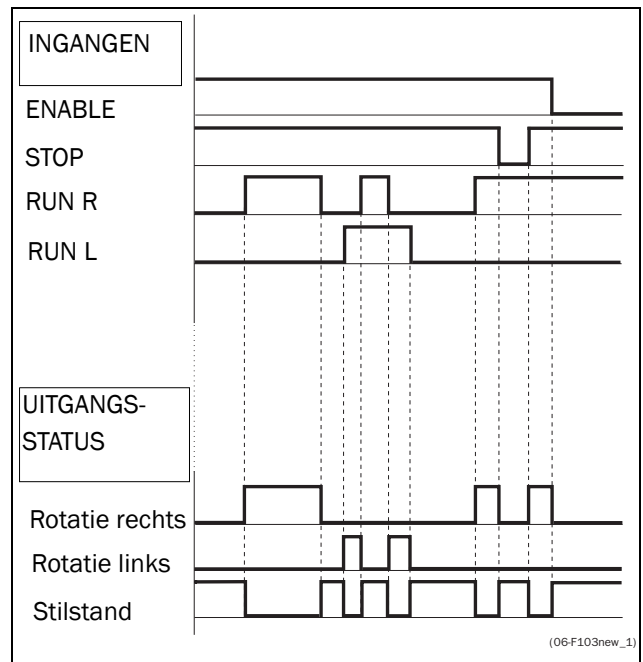 INGANGEN
ENABLE
STOP
RUN R
RUN L
UITGANGS-
STATUS
Rotatie rechts
Rotatie links
Stilstand
(06-F103new_1)